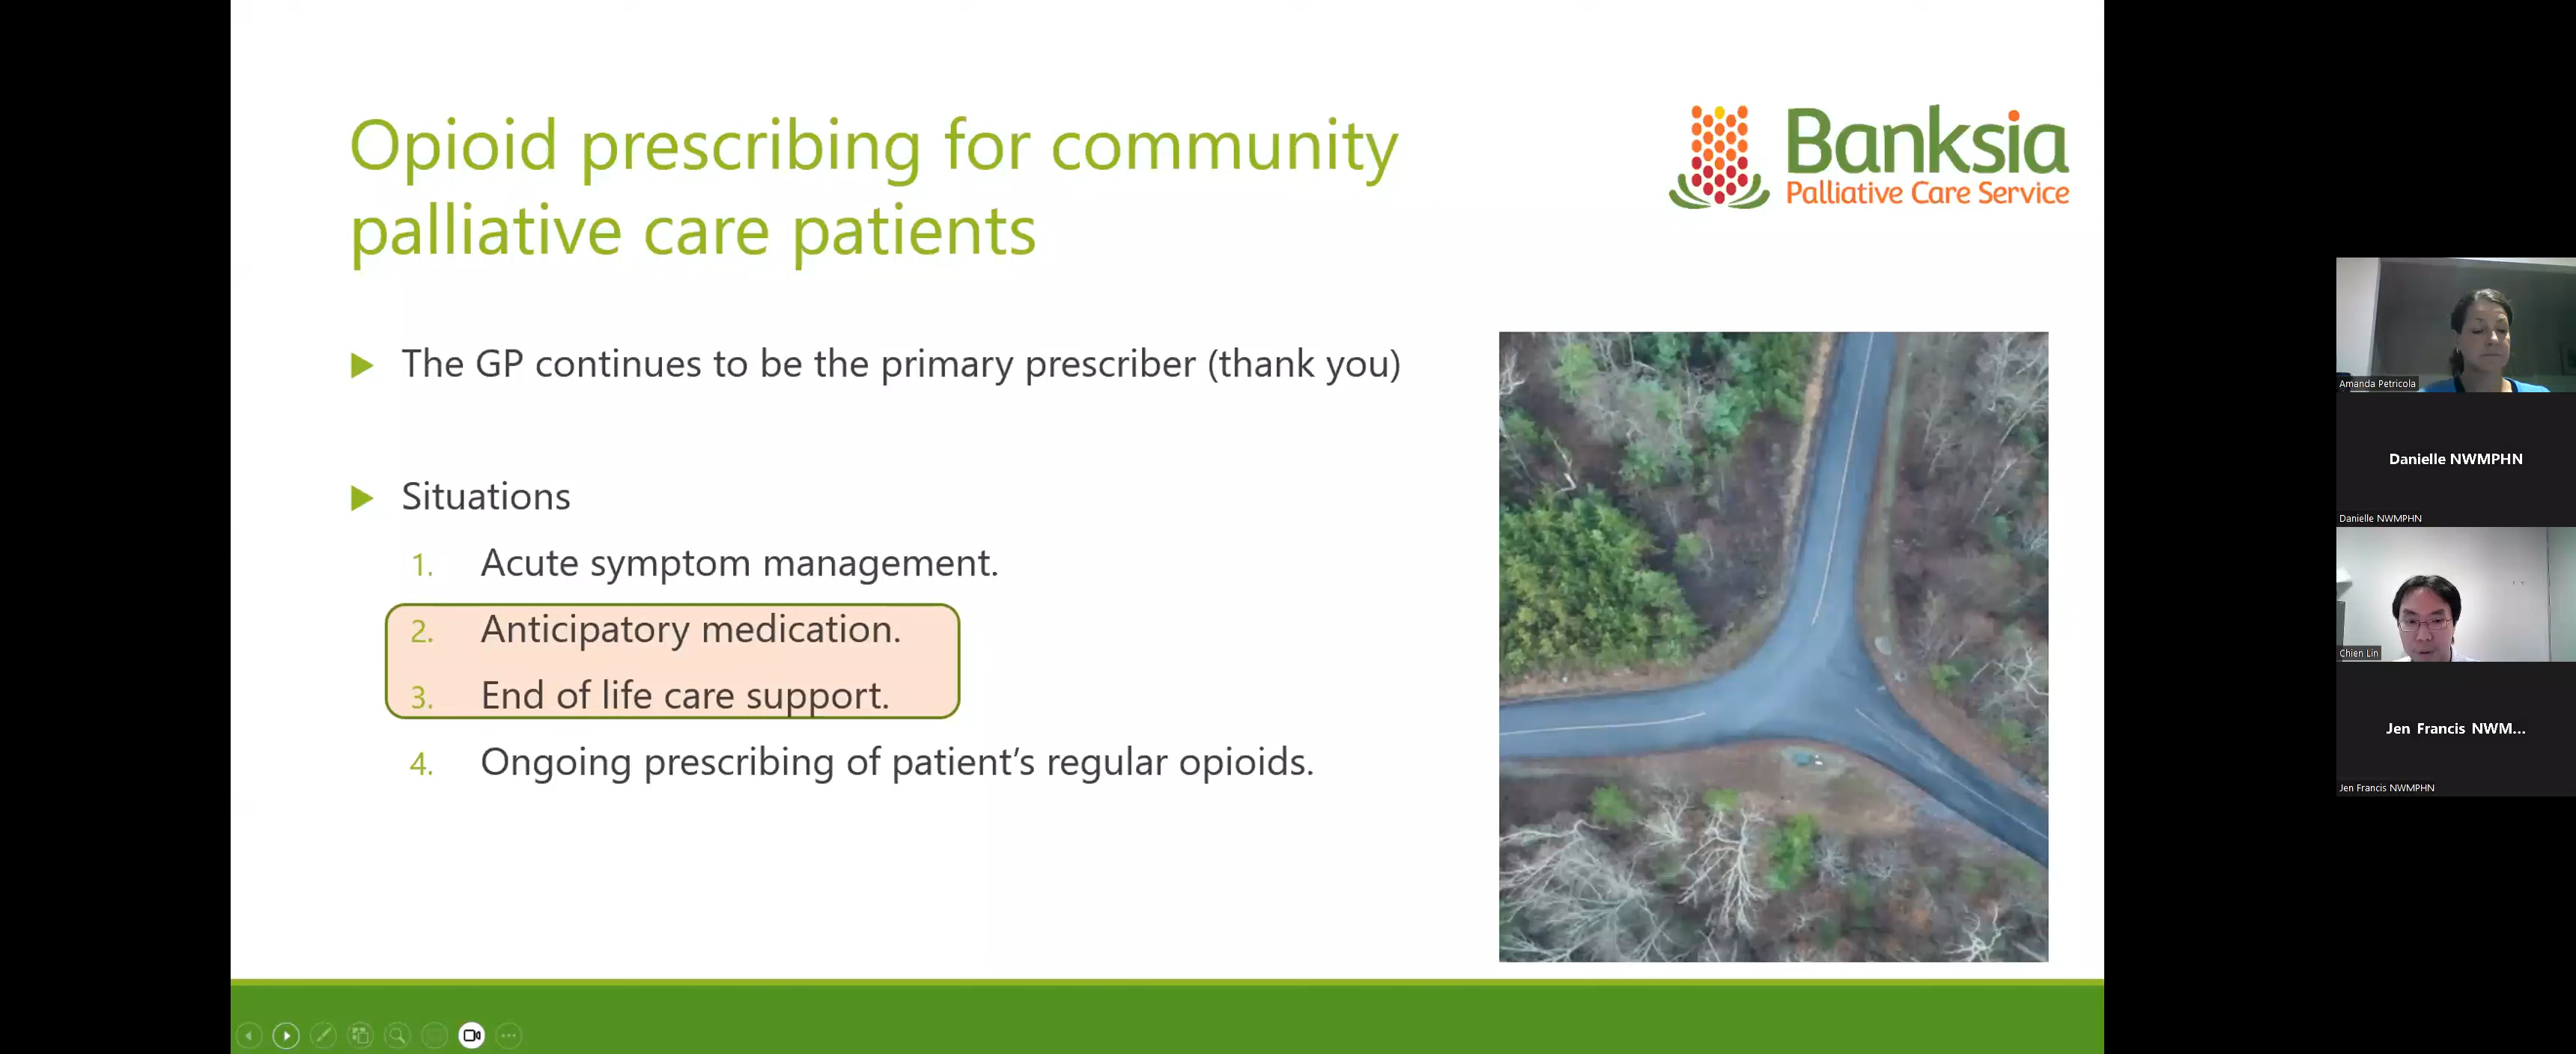 Opioid prescribing for community
palliative care patients
Banksia
Palliative Care Service
The GP continues to be the primary prescriber (thank you)
Situations
1. Acute symptom management.
2. Anticipatory medication.
3. End of life care support.
4. Ongoing prescribing of patient’s regular opioids.
Amanda Petricola
Danielle NWMPHN
Danielle NWMPHN
Chien Lin
Jen Francis NWM...
Jen Francis NWMPHN